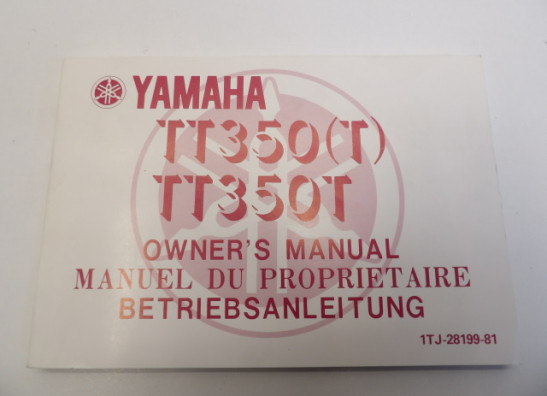 YAMAHA
TT350(T)
TT350T
OWNER'S MANUAL
MANUEL DU PROPRIETAIRE
BETRIEBSANLEITUNG
1TJ-28199-81